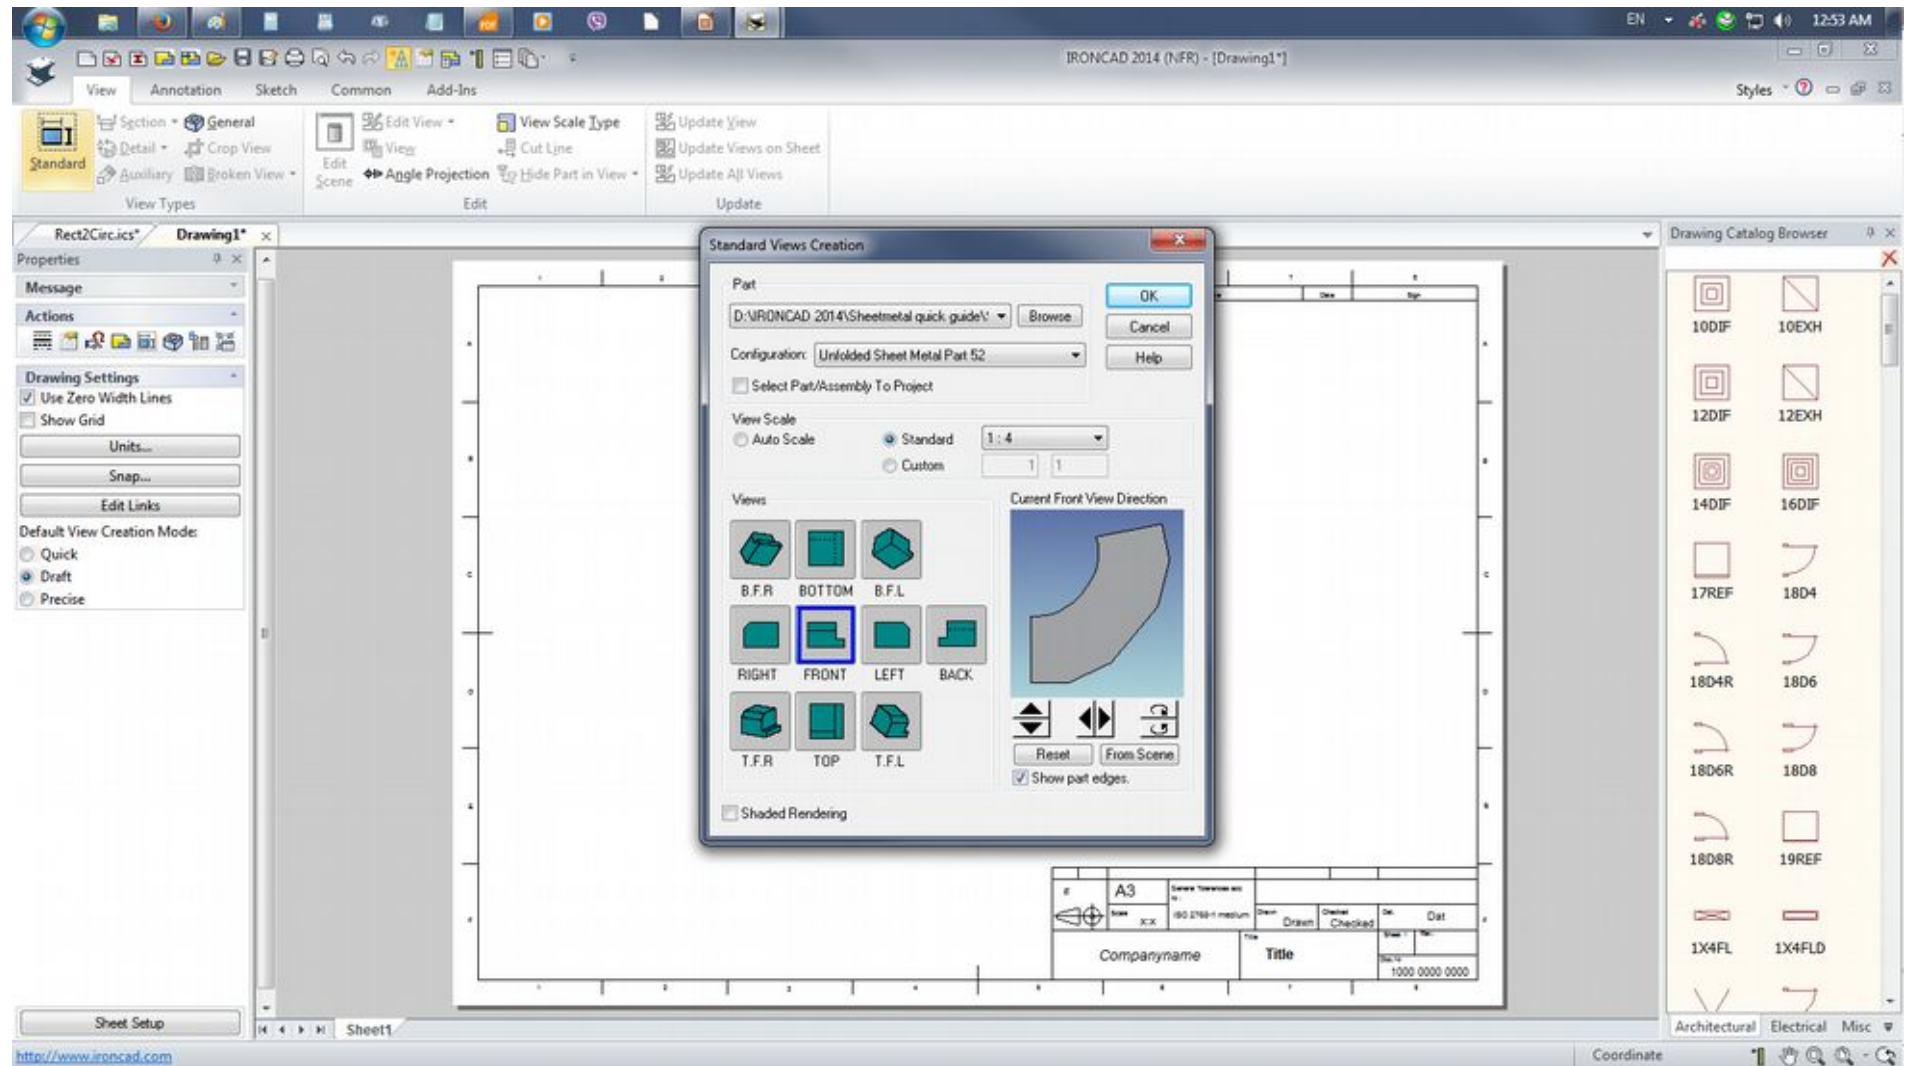 EN 12:53 AM
IRONCAD 2014 (NFR) - [Drawing1*]
View Annotation Sketch Common Add-Ins Styles
Standard
Section General
Detail Crop View
Auxiliary Broken View
View Types
Edit Scene
Edit View View Scale Type
View Cut Line
Angle Projection Hide Part in View
Edit
Update View
Update Views on Sheet
Update All Views
Update
Rect2Circ.ics* Drawing1*
Properties
Message
Actions
Drawing Settings
Use Zero Width Lines
Show Grid
Units...
Snap...
Edit Links
Default View Creation Mode:
Quick
Draft
Precise
Sheet Setup
Standard Views Creation
Part
D:\IRONCAD 2014\Sheetmetal quick guide\ Browse
Configuration: Unfolded Sheet Metal Part 52
Select Part/Assembly To Project
OK
Cancel
Help
View Scale
Auto Scale Standard 1 : 4
Custom 1 1
Views
B.F.R BOTTOM B.F.L
RIGHT FRONT LEFT BACK
T.F.R TOP T.F.L
Current Front View Direction
Reset From Scene
Show part edges.
Shaded Rendering
A3
ISO 2768-1 medium
Scale
X:X
Drawn Checked Dat
Companyname
Title
1000 0000 0000
Sheet1
Drawing Catalog Browser
10DIF 10EXH
12DIF 12EXH
14DIF 16DIF
17REF 18D4
18D4R 18D6
18D6R 18D8
18D8R 19REF
1X4FL 1X4FLD
Architectural Electrical Misc
http://www.ironcad.com
Coordinate